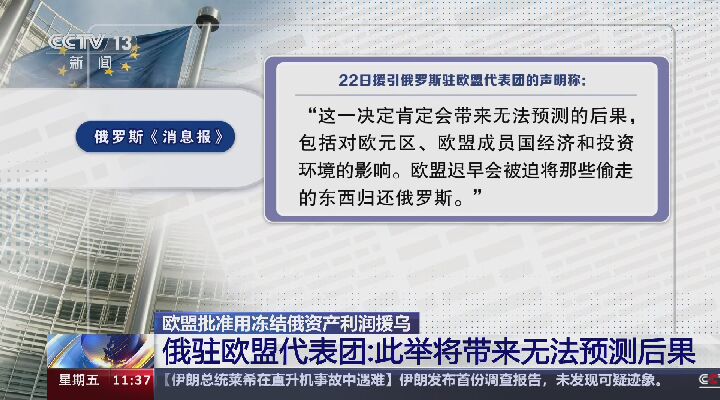 CCTV 13
新闻
22日援引俄罗斯驻欧盟代表团的声明称：
俄罗斯《消息报》
“这一决定肯定会带来无法预测的后果，
包括对欧元区、欧盟成员国经济和投资
环境的影响。欧盟迟早会被迫将那些偷走
的东西归还俄罗斯。”
欧盟批准用冻结俄资产利润援乌
俄驻欧盟代表团:此举将带来无法预测后果
星期五 11:37 【伊朗总统莱希在直升机事故中遇难】伊朗发布首份调查报告，未发现可疑迹象。